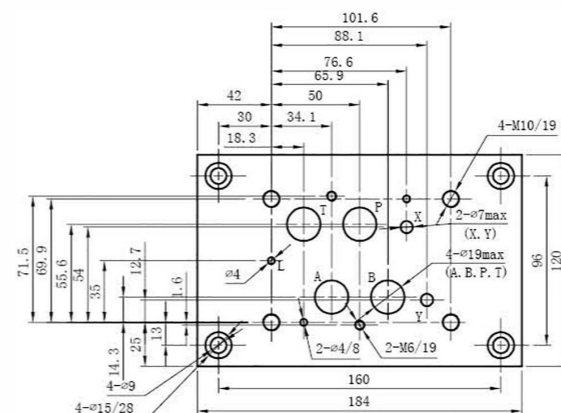 101.6
88.1
76.6
65.9
42
50
30
34.1
18.3
4-M10/19
T
P
X
2-⌀7max
(X.Y)
71.5
69.9
55.6
54
35
12.7
1.6
⌀4
L
A
B
4-⌀19max
(A.B.P.T)
96
120
Y
14.3
25
13
2-⌀4/8
2-M6/19
4-⌀9
4-⌀15/28
160
184